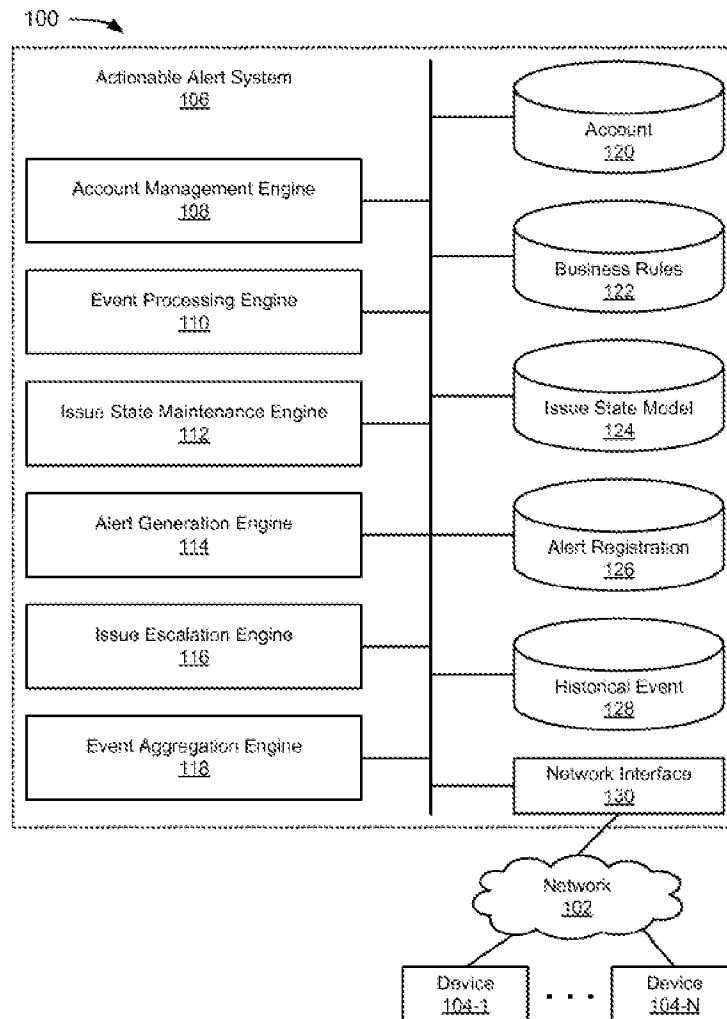 100
Actionable Alert System
106
Account Management Engine
108
Event Processing Engine
110
Issue State Maintenance Engine
112
Alert Generation Engine
114
Issue Escalation Engine
116
Event Aggregation Engine
118
Account
120
Business Rules
122
Issue State Model
124
Alert Registration
126
Historical Event
128
Network Interface
130
Network
102
Device
104-1
. . .
Device
104-N